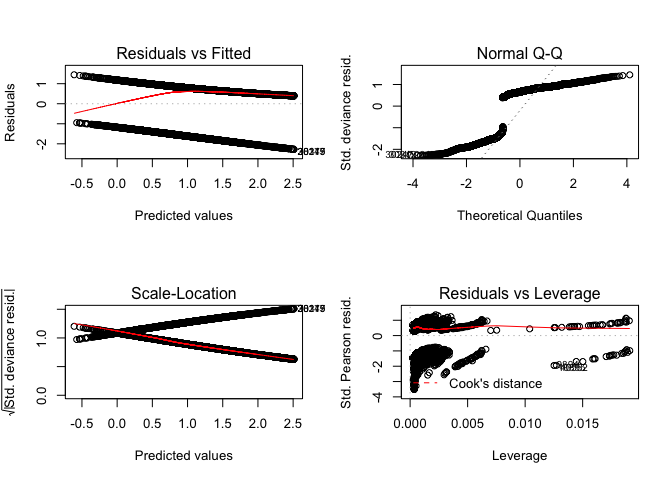 Residuals vs Fitted
Residuals
-2
0
1
-0.5 0.0 0.5 1.0 1.5 2.0 2.5
Predicted values
Normal Q-Q
Std. deviance resid.
-2
0
1
-4 -2 0 2 4
Theoretical Quantiles
Scale-Location
√|Std. deviance resid.|
0.0
1.0
-0.5 0.0 0.5 1.0 1.5 2.0 2.5
Predicted values
Residuals vs Leverage
Std. Pearson resid.
-4
-2
0
Cook's distance
0.000 0.005 0.010 0.015
Leverage